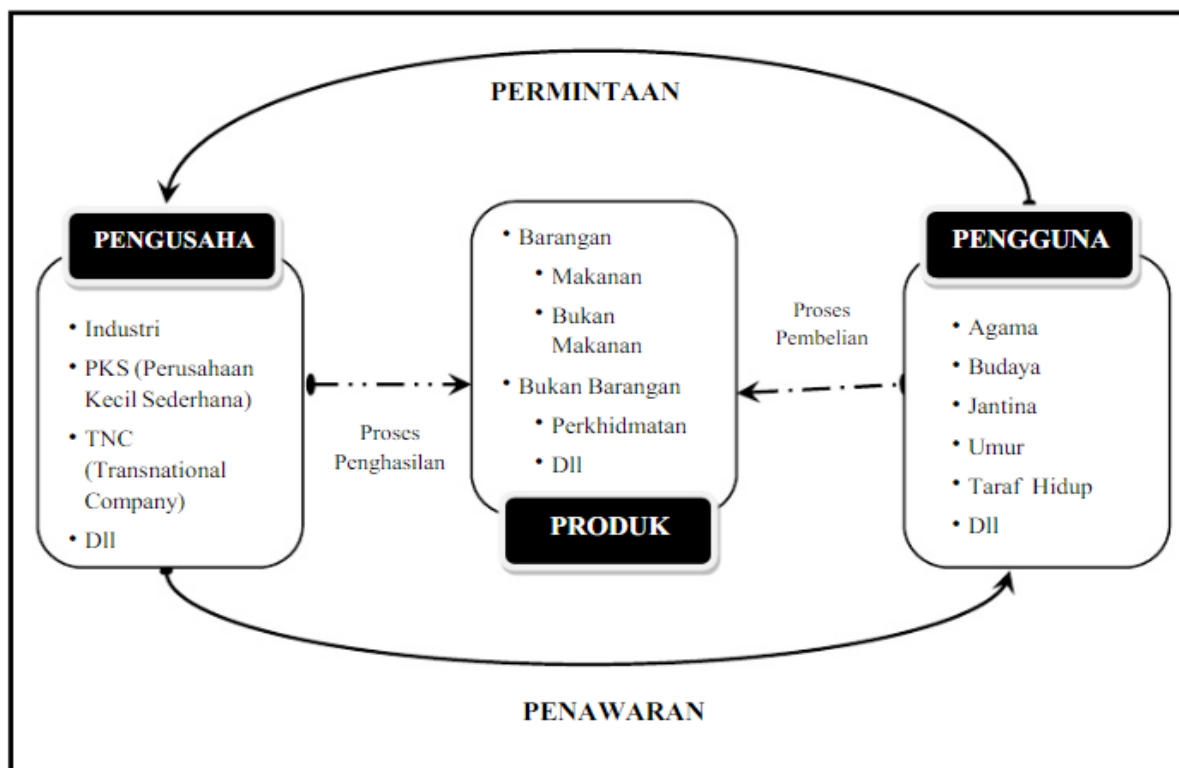 PERMINTAAN
PENGUSAHA
• Industri
• PKS (Perusahaan
Kecil Sederhana)
• TNC
(Transnational
Company)
• Dll
Proses
Penghasilan
• Barangan
• Makanan
• Bukan
Makanan
• Bukan Barangan
• Perkhidmatan
• Dll
PRODUK
Proses
Pembelian
PENGGUNA
• Agama
• Budaya
• Jantina
• Umur
• Taraf Hidup
• Dll
PENAWARAN